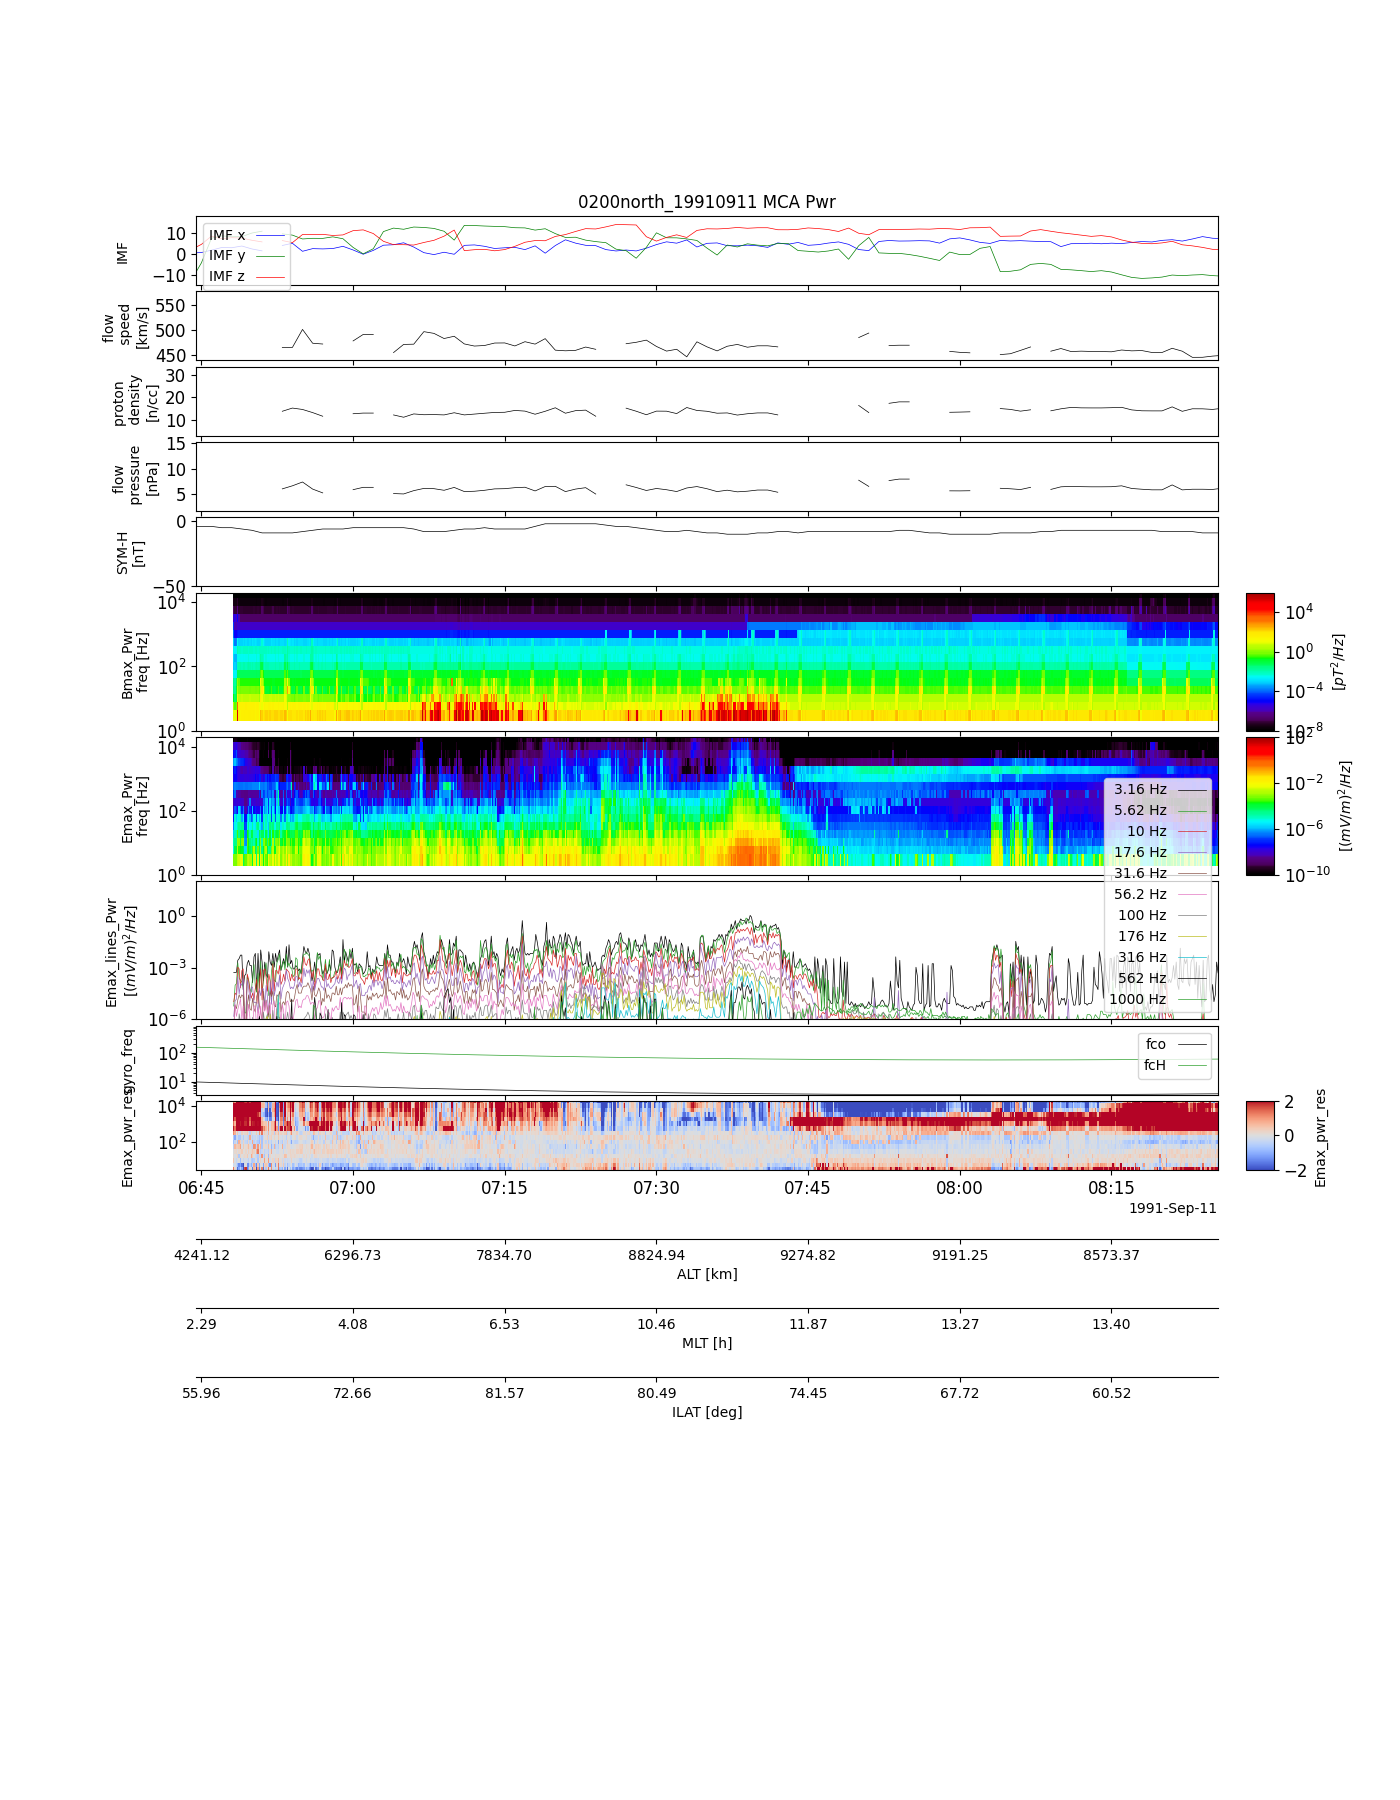 0200north_19910911 MCA Pwr
IMF
10
0
−10
IMF x
IMF y
IMF z
flow
speed
[km/s]
550
500
450
proton
density
[n/cc]
30
20
10
flow
pressure
[nPa]
15
10
5
SYM-H
[nT]
0
−50
Bmax_Pwr
freq [Hz]
10^4
10^2
10^0
10^4
10^0
10^−4
10^−8
[pT^2/Hz]
Emax_Pwr
freq [Hz]
10^4
10^2
10^0
10^2
10^−2
10^−6
10^−10
[(mV/m)^2/Hz]
3.16 Hz
5.62 Hz
10 Hz
17.6 Hz
31.6 Hz
56.2 Hz
100 Hz
176 Hz
316 Hz
562 Hz
1000 Hz
Emax_lines_Pwr
[(mV/m)^2/Hz]
10^0
10^−3
10^−6
gyro_freq
10^2
10^1
fco
fcH
Emax_pwr_res
10^4
10^2
2
0
−2
Emax_pwr_res
06:45 07:00 07:15 07:30 07:45 08:00 08:15
1991-Sep-11
4241.12 6296.73 7834.70 8824.94 9274.82 9191.25 8573.37
ALT [km]
2.29 4.08 6.53 10.46 11.87 13.27 13.40
MLT [h]
55.96 72.66 81.57 80.49 74.45 67.72 60.52
ILAT [deg]